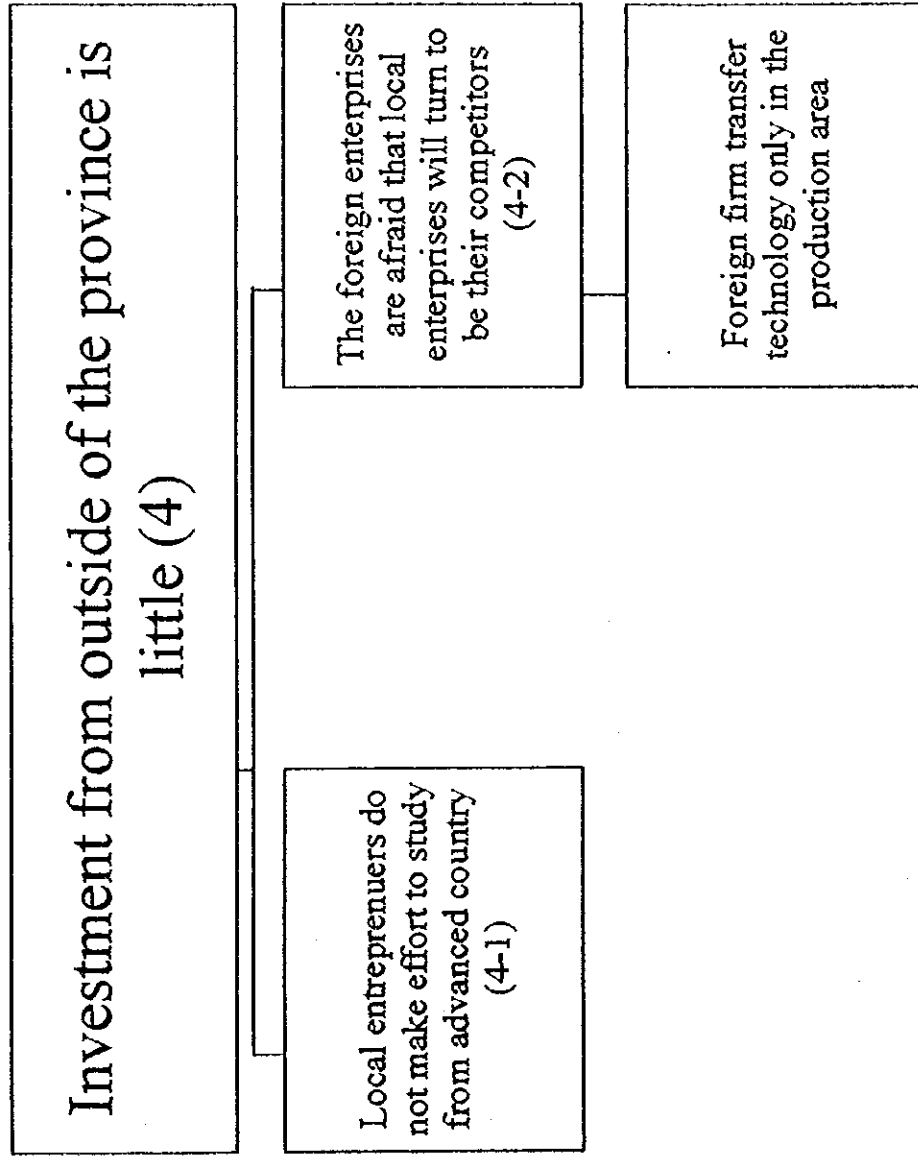 Investment from outside of the province is
little (4)
Local entreprenuers do
not make effort to study
from advanced country
(4-1)
The foreign enterprises
are afraid that local
enterprises will turn to
be their competitors
(4-2)
Foreign firm transfer
technology only in the
production area